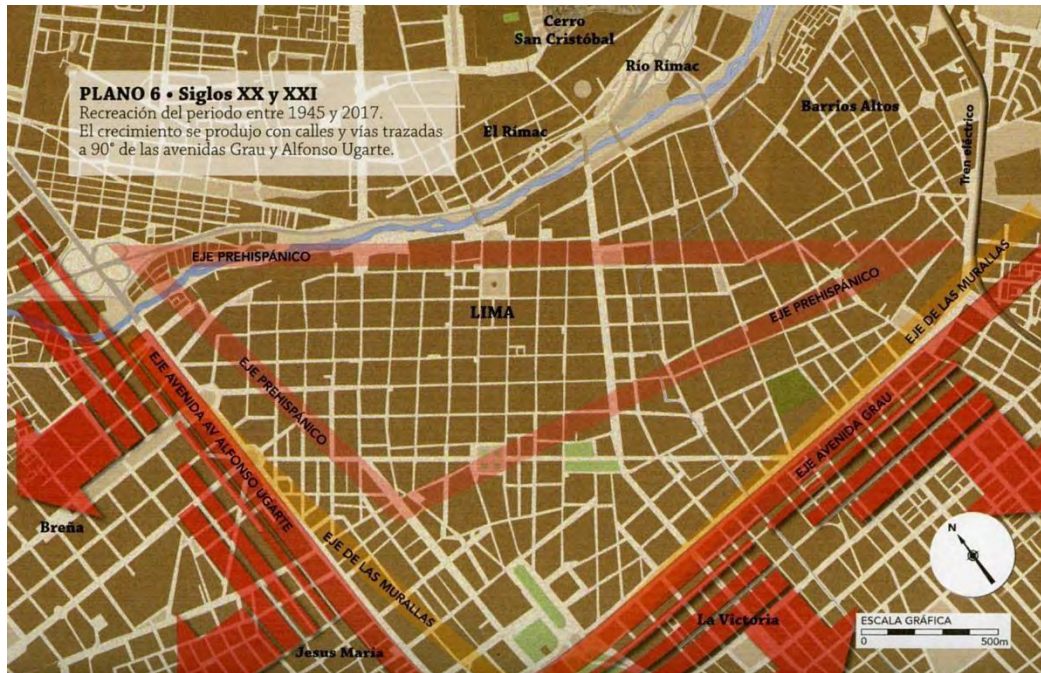 PLANO 6 • Siglos XX y XXI
Recreación del periodo entre 1945 y 2017.
El crecimiento se produjo con calles y vías trazadas
a 90° de las avenidas Grau y Alfonso Ugarte.
Cerro
San Cristóbal
Río Rímac
El Rímac
Barrios Altos
Tren eléctrico
EJE PREHISPÁNICO
EJE PREHISPÁNICO
EJE DE LAS MURALLAS
LIMA
EJE PREHISPÁNICO
EJE AVENIDA AV ALFONSO UGARTE
EJE AVENIDA GRAU
Breña
EJE DE LAS MURALLAS
N
La Victória
Jesus María
ESCALA GRÁFICA
0 500m